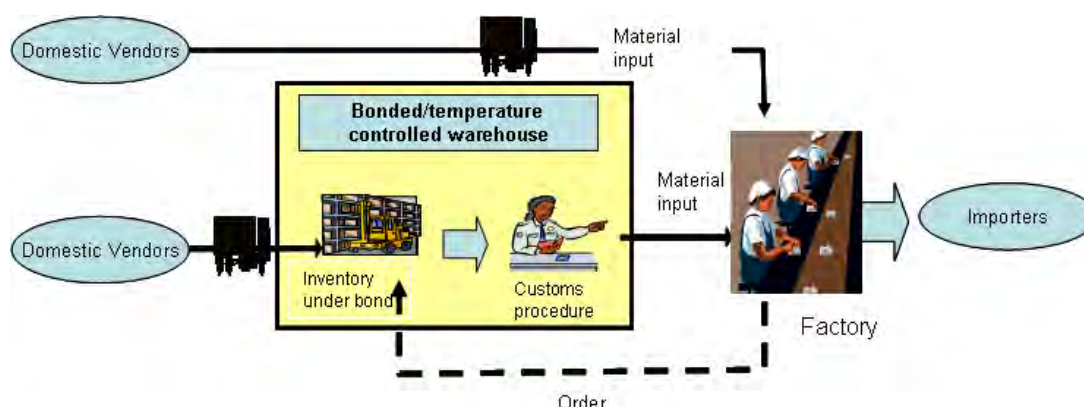 Domestic Vendors
Material
input
Bonded/temperature
controlled warehouse
Material
input
Domestic Vendors
Importers
Inventory
under bond
Customs
procedure
Factory
Order